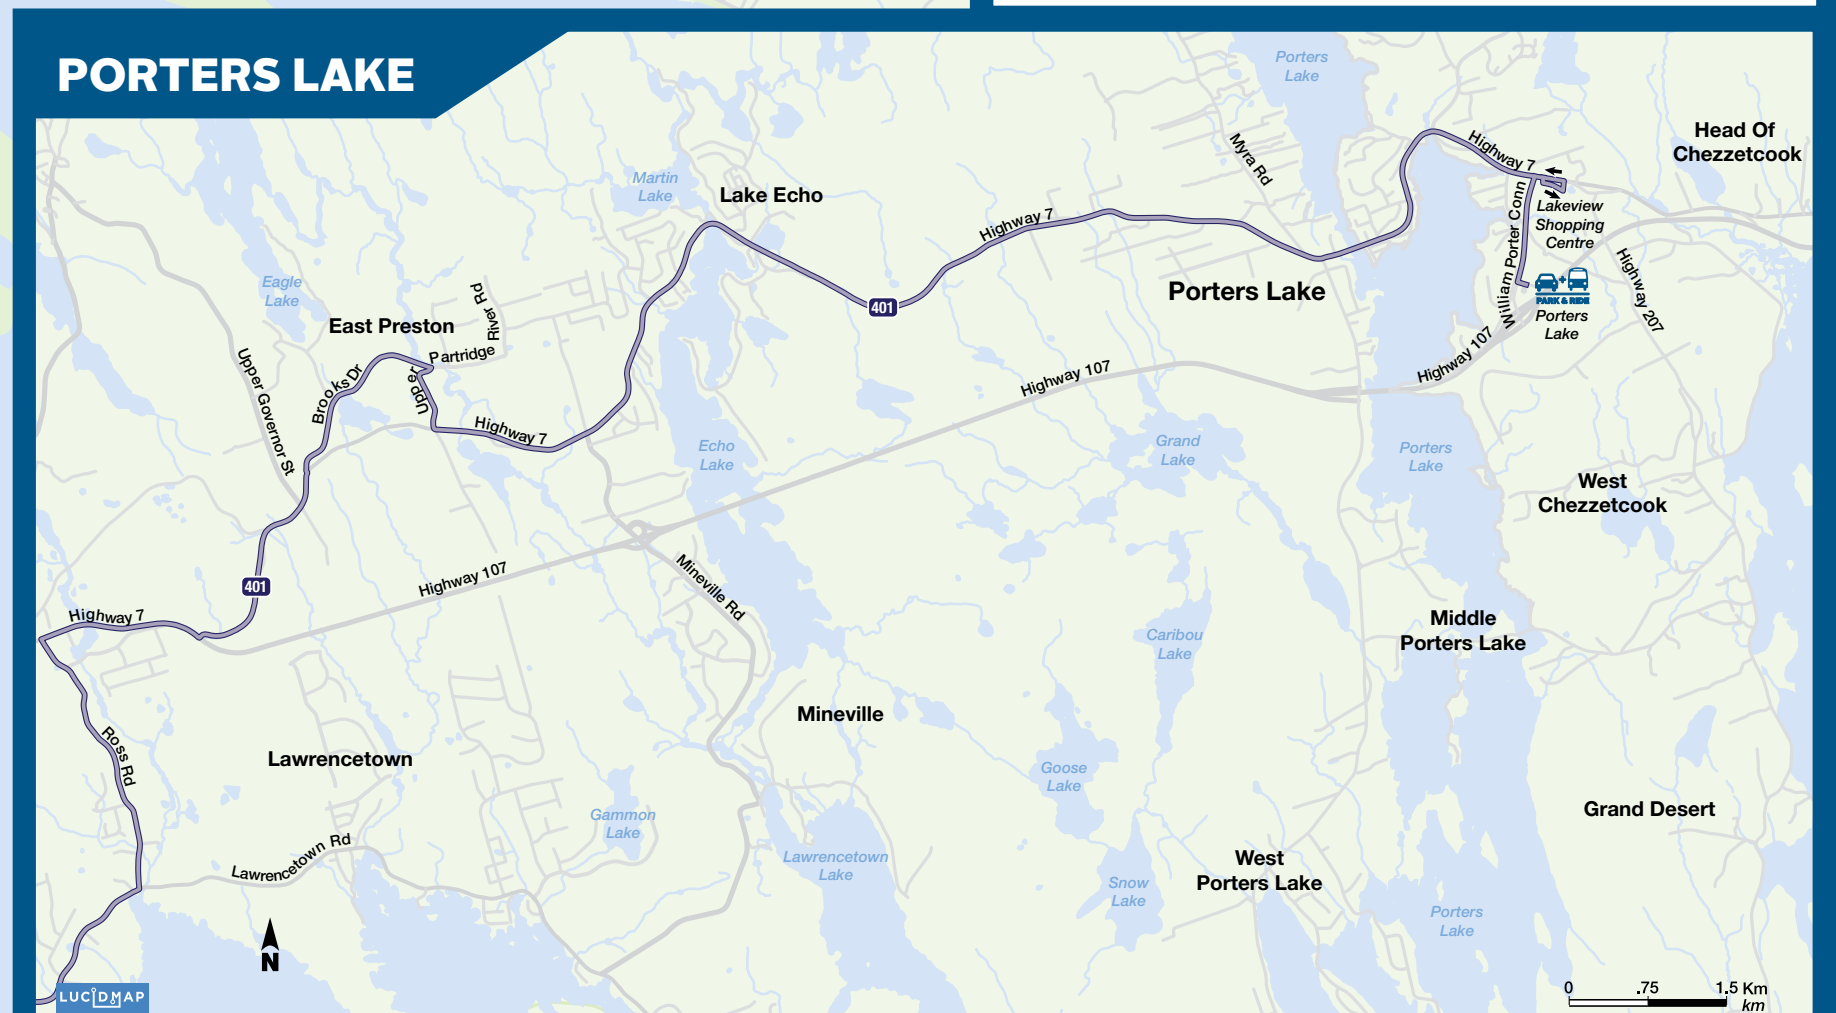 PORTERS LAKE
Porters
Lake
Head Of
Chezzetcook
Highway 7
Myra Rd
Martin
Lake
Lake Echo
Lakeview
Shopping
Centre
William Porter Conn
Highway 7
Highway 207
Eagle
Lake
River Rd
Porters Lake
PARK & RIDE
Porters
Lake
401
East Preston
Partridge
Upper Governor St
Brooks Dr
Upper
Highway 107
Highway 107
Highway 7
Echo
Lake
Grand
Lake
Porters
Lake
West
Chezzetcook
401
Highway 107
Mineville Rd
Highway 7
Middle
Porters Lake
Caribou
Lake
Mineville
Ross Rd
Lawrencetown
Goose
Lake
Grand Desert
Gammon
Lake
Lawrencetown Rd
Lawrencetown
Lake
West
Porters Lake
Snow
Lake
Porters
Lake
N
LUCIDMAP
0 .75 1.5 Km
km